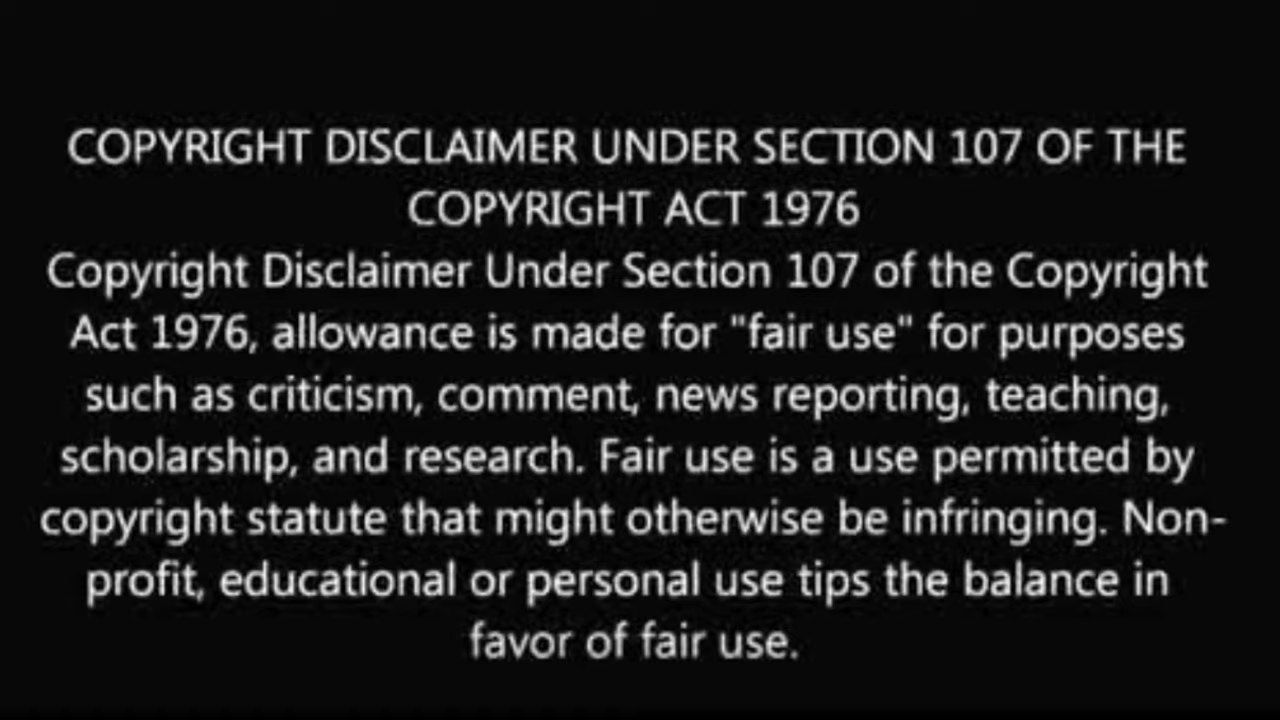 COPYRIGHT DISCLAIMER UNDER SECTION 107 OF THE
COPYRIGHT ACT 1976
Copyright Disclaimer Under Section 107 of the Copyright
Act 1976, allowance is made for "fair use" for purposes
such as criticism, comment, news reporting, teaching,
scholarship, and research. Fair use is a use permitted by
copyright statute that might otherwise be infringing. Non-
profit, educational or personal use tips the balance in
favor of fair use.